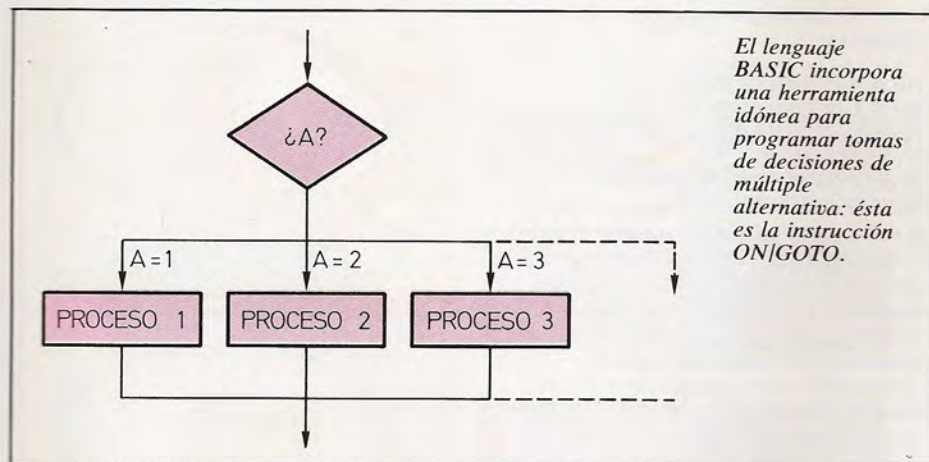 ¿A?
A=1
A=2
A=3
PROCESO 1
PROCESO 2
PROCESO 3
El lenguaje
BASIC incorpora
una herramienta
idónea para
programar tomas
de decisiones de
múltiple
alternativa: ésta
es la instrucción
ON/GOTO.